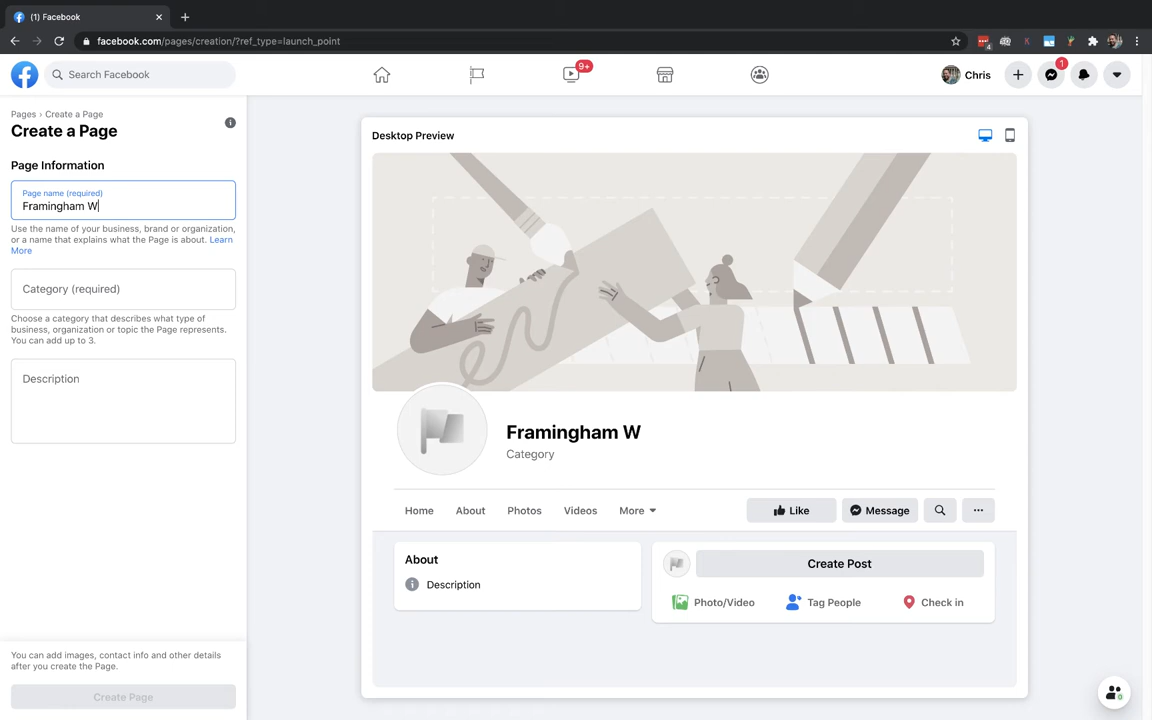 (1) Facebook
facebook.com/pages/creation/?ref_type=launch_point
4
K
Search Facebook
9+
Chris
1
Pages › Create a Page
Create a Page
Page Information
Page name (required)
Framingham W
Use the name of your business, brand or organization,
or a name that explains what the Page is about. Learn
More
Category (required)
Choose a category that describes what type of
business, organization or topic the Page represents.
You can add up to 3.
Description
You can add images, contact info and other details
after you create the Page.
Create Page
Desktop Preview
Framingham W
Category
Home About Photos Videos More
Like
Message
About
Description
Create Post
Photo/Video
Tag People
Check in